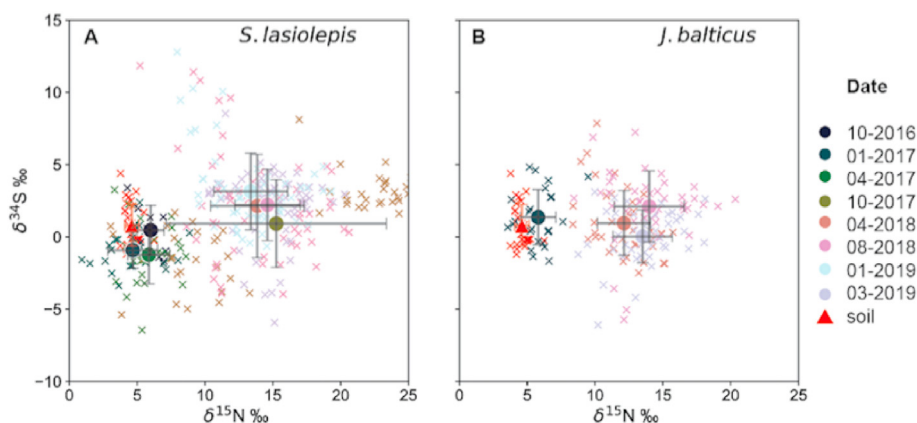 A
S. lasiolepis
15
10
5
0
−5
−10
δ³⁴S ‰
0
5
10
15
20
25
δ¹⁵N ‰
B
J. balticus
0
5
10
15
20
25
δ¹⁵N ‰
Date
10-2016
01-2017
04-2017
10-2017
04-2018
08-2018
01-2019
03-2019
soil